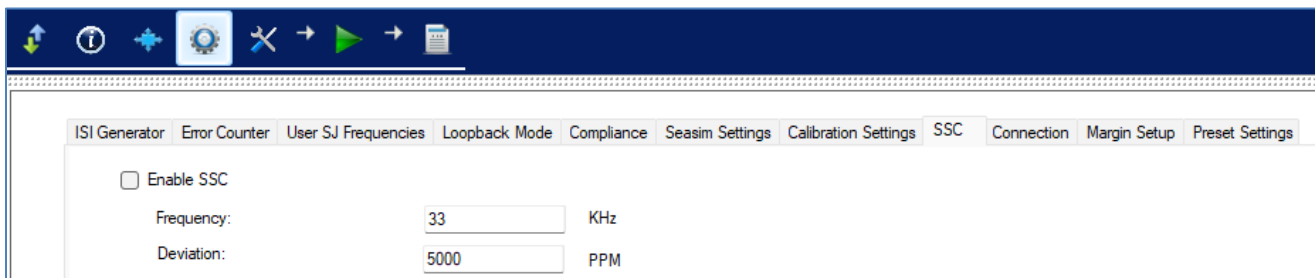 ISI Generator Error Counter User SJ Frequencies Loopback Mode Compliance Seasim Settings Calibration Settings SSC Connection Margin Setup Preset Settings
Enable SSC
Frequency: 33 KHz
Deviation: 5000 PPM